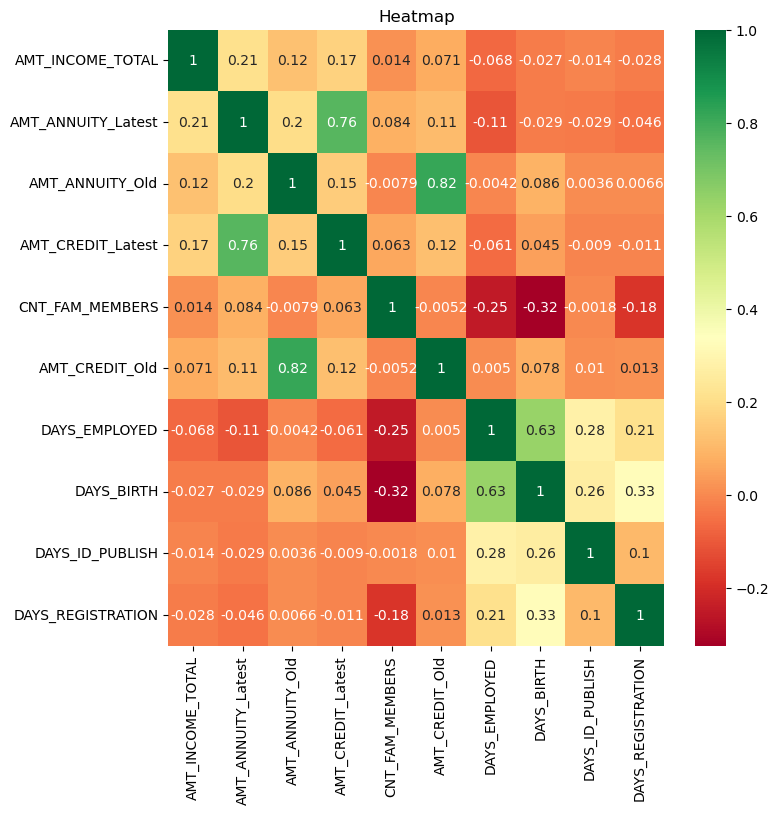 Heatmap
AMT_INCOME_TOTAL 1 0.21 0.12 0.17 0.014 0.071 -0.068 -0.027 -0.014 -0.028
AMT_ANNUITY_Latest 0.21 1 0.2 0.76 0.084 0.11 -0.11 -0.029 -0.029 -0.046
AMT_ANNUITY_Old 0.12 0.2 1 0.15 -0.0079 0.82 -0.0042 0.086 0.0036 0.0066
AMT_CREDIT_Latest 0.17 0.76 0.15 1 0.063 0.12 -0.061 0.045 -0.009 -0.011
CNT_FAM_MEMBERS 0.014 0.084 -0.0079 0.063 1 -0.0052 -0.25 -0.32 -0.0018 -0.18
AMT_CREDIT_Old 0.071 0.11 0.82 0.12 -0.0052 1 0.005 0.078 0.01 0.013
DAYS_EMPLOYED -0.068 -0.11 -0.0042 -0.061 -0.25 0.005 1 0.63 0.28 0.21
DAYS_BIRTH -0.027 -0.029 0.086 0.045 -0.32 0.078 0.63 1 0.26 0.33
DAYS_ID_PUBLISH -0.014 -0.029 0.0036 -0.009 -0.0018 0.01 0.28 0.26 1 0.1
DAYS_REGISTRATION -0.028 -0.046 0.0066 -0.011 -0.18 0.013 0.21 0.33 0.1 1
AMT_INCOME_TOTAL
AMT_ANNUITY_Latest
AMT_ANNUITY_Old
AMT_CREDIT_Latest
CNT_FAM_MEMBERS
AMT_CREDIT_Old
DAYS_EMPLOYED
DAYS_BIRTH
DAYS_ID_PUBLISH
DAYS_REGISTRATION
1.0
0.8
0.6
0.4
0.2
0.0
−0.2